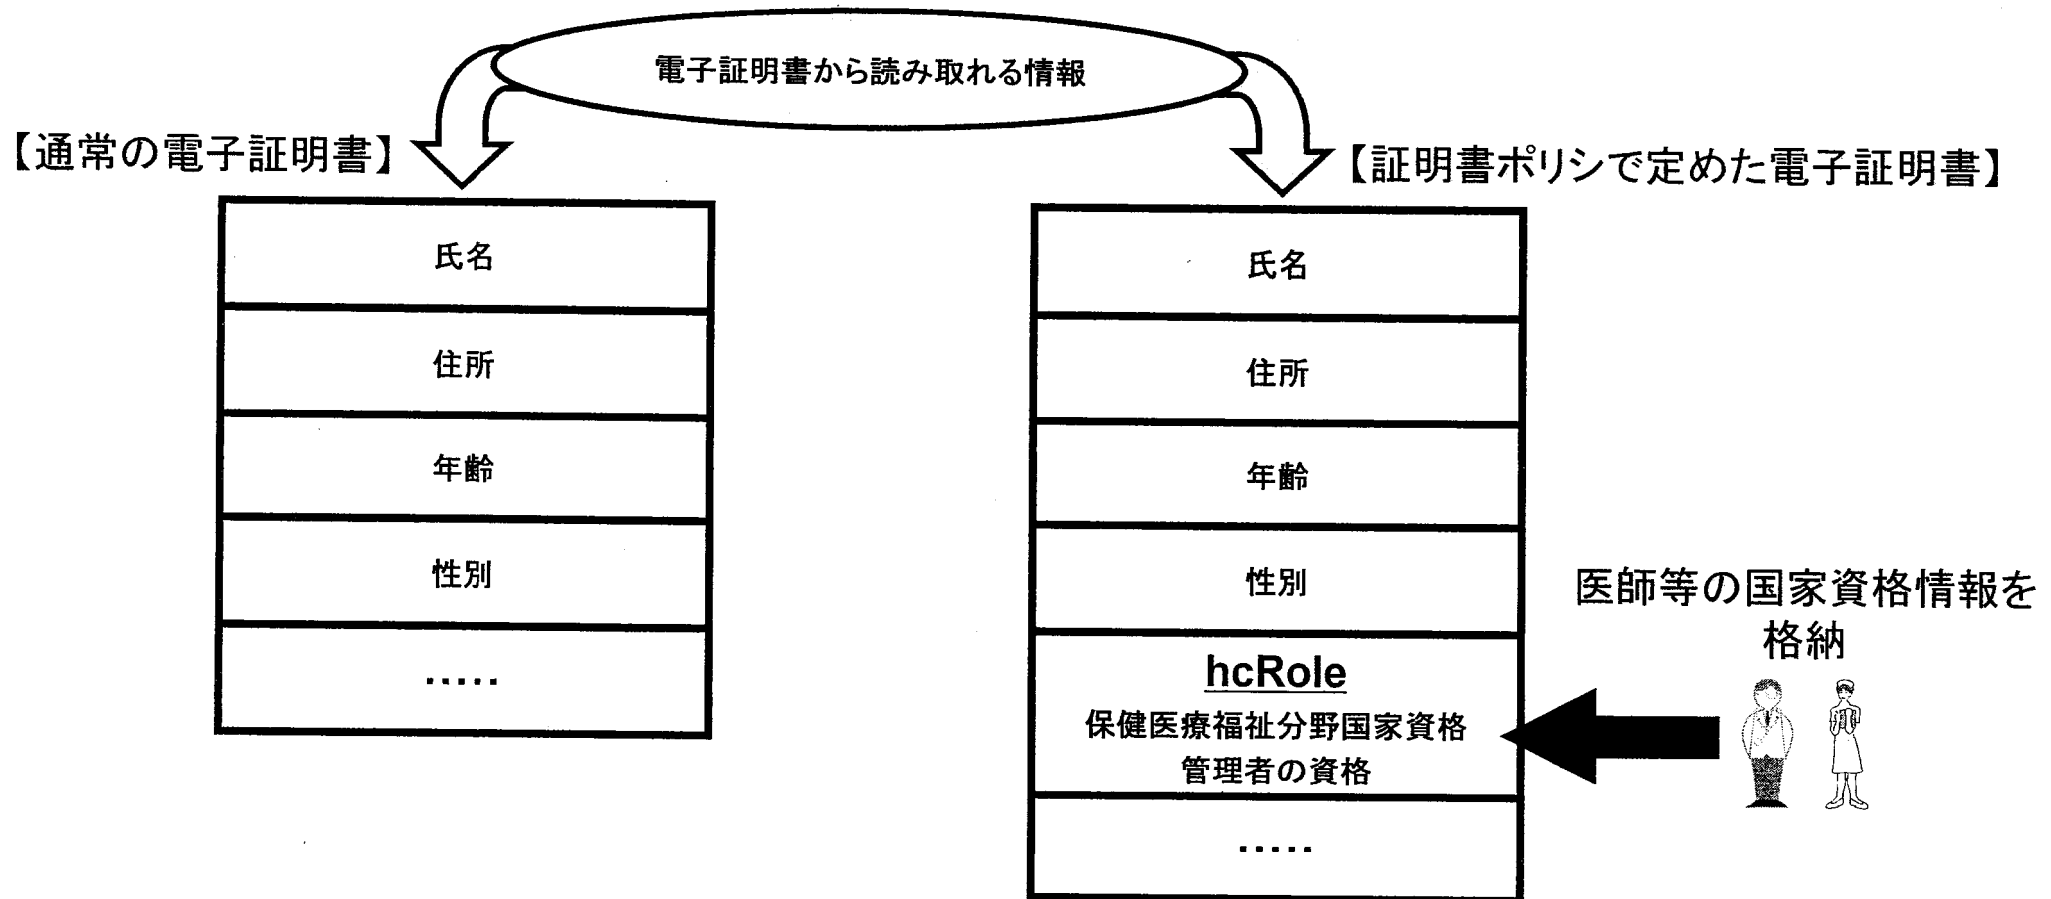 電子証明書から読み取れる情報
【通常の電子証明書】
氏名
住所
年齢
性別
.....
【証明書ポリシで定めた電子証明書】
氏名
住所
年齢
性別
hcRole
保健医療福祉分野国家資格
管理者の資格
.....
医師等の国家資格情報を
格納